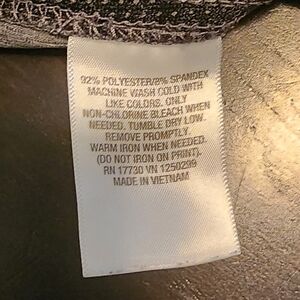 92% POLYESTER/8% SPANDEX
MACHINE WASH COLD WITH
LIKE COLORS. ONLY
NON-CHLORINE BLEACH WHEN
NEEDED. TUMBLE DRY LOW.
REMOVE PROMPTLY.
WARM IRON WHEN NEEDED.
(DO NOT IRON ON PRINT).
RN 17730 VN 1250299
MADE IN VIETNAM